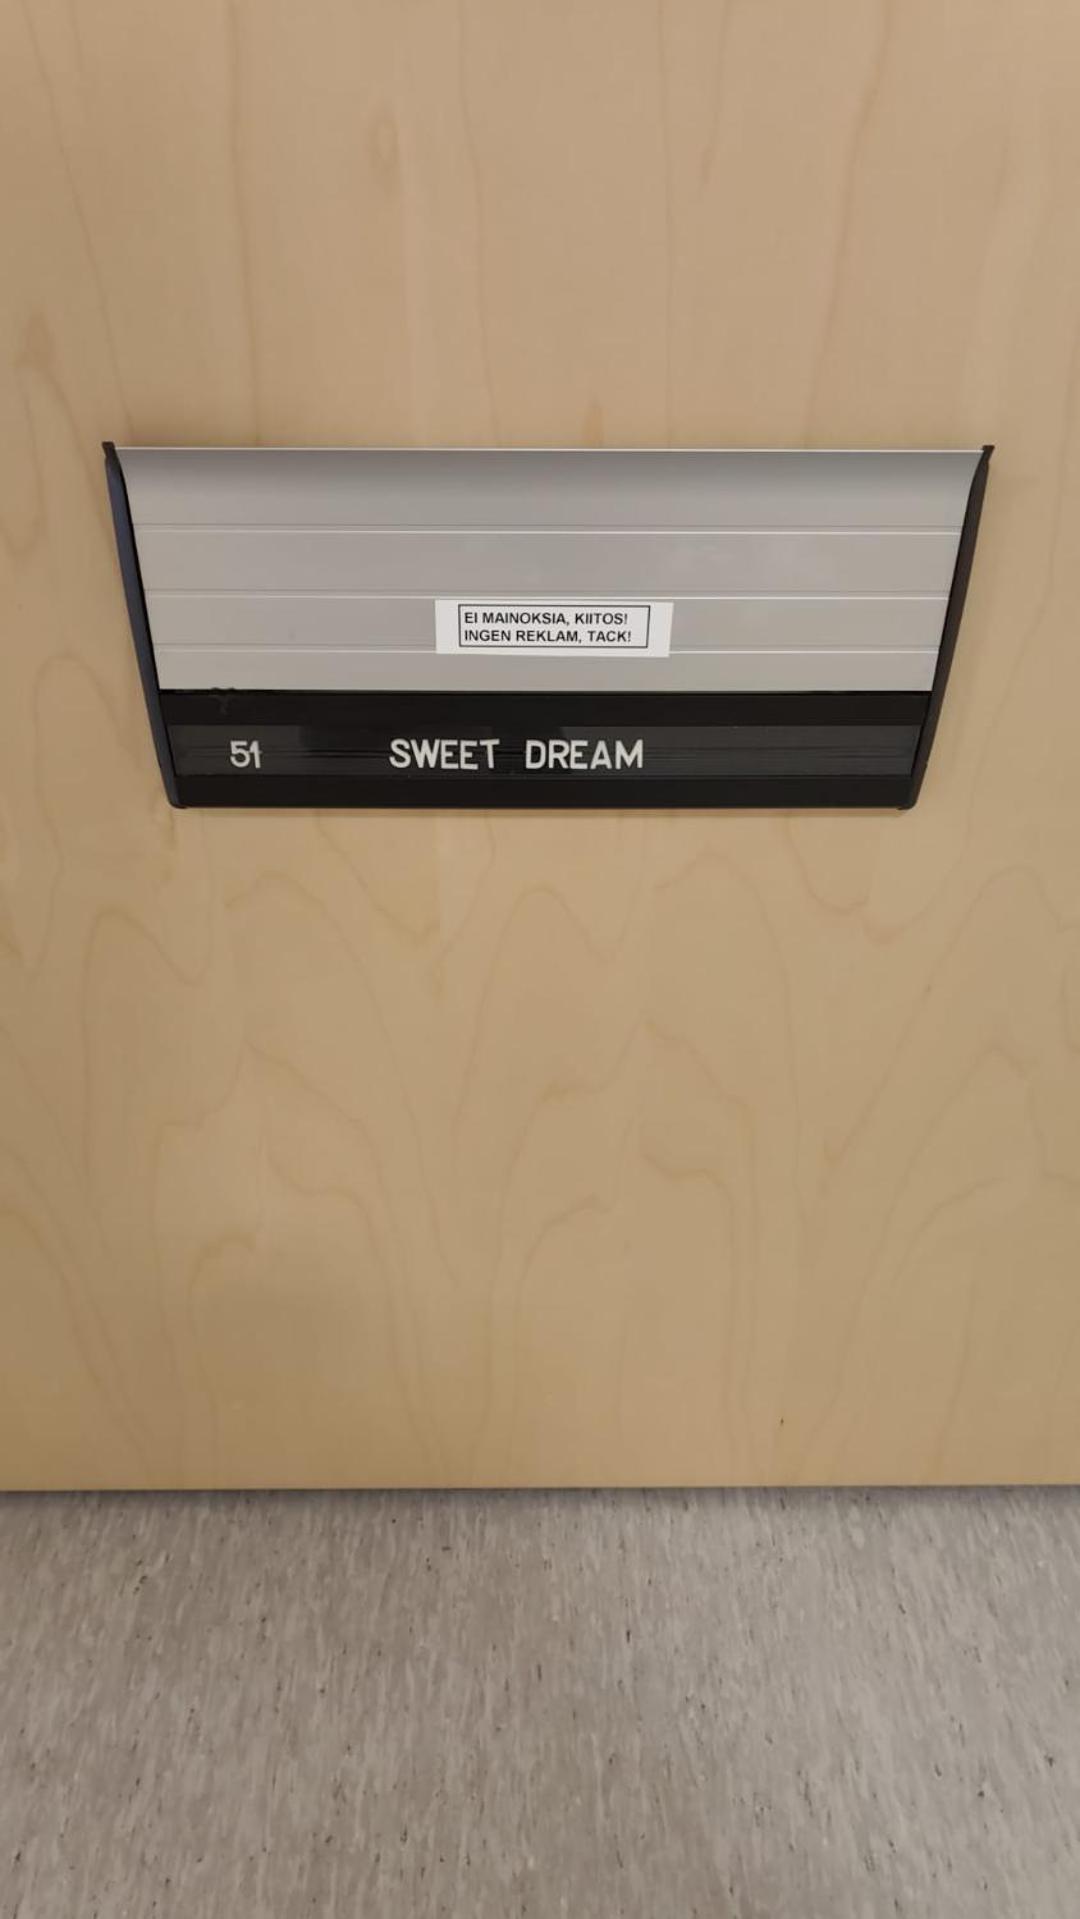 EI MAINOKSIA, KIITOS!
INGEN REKLAM, TACK!
51 SWEET DREAM